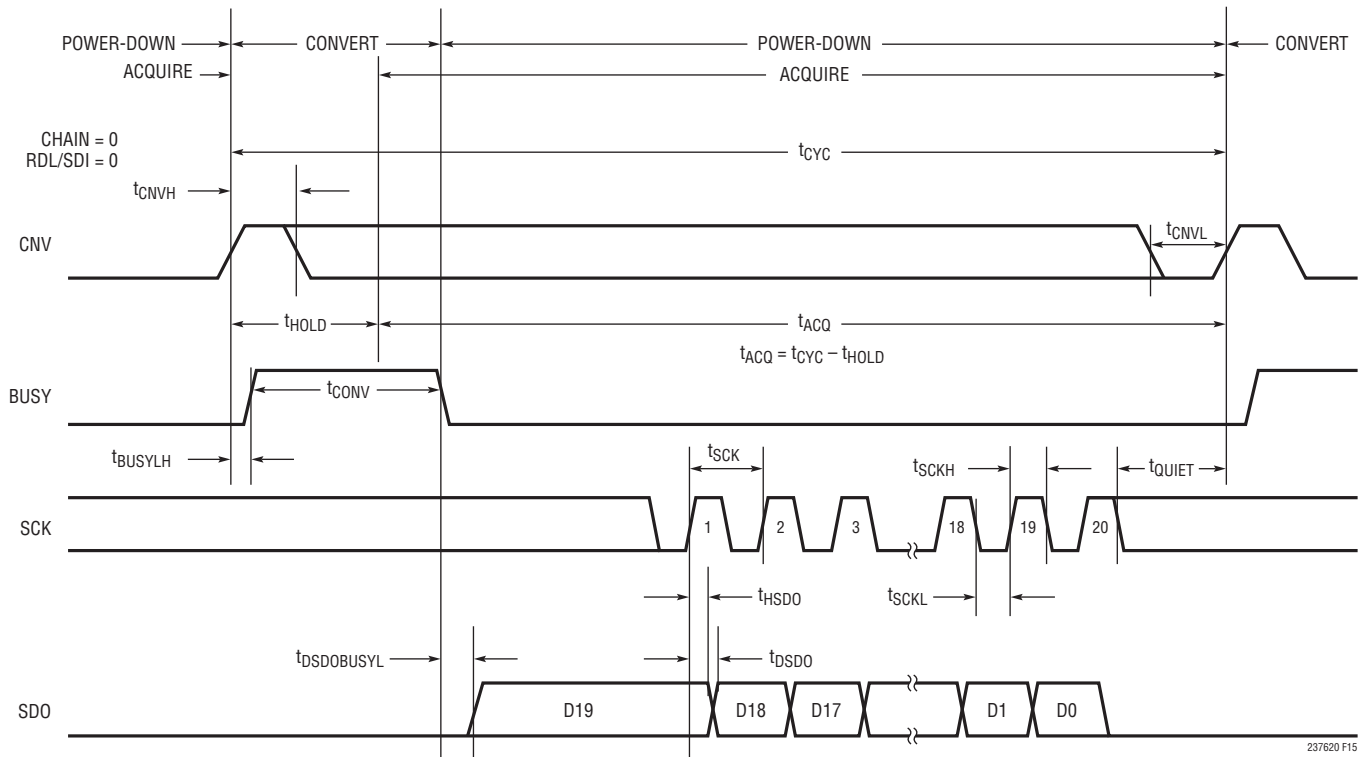 POWER-DOWN CONVERT POWER-DOWN CONVERT
ACQUIRE ACQUIRE
CHAIN = 0
RDL/SDI = 0
tCYC
tCNVH
CNV
tCNVL
tHOLD tACQ
tACQ = tCYC – tHOLD
BUSY
tCONV
tBUSYLH
tSCK tSCKH tQUIET
SCK
1 2 3 18 19 20
tHSDO tSCKL
tDSDOBUSYL tDSDO
SDO D19 D18 D17 D1 D0
237620 F15